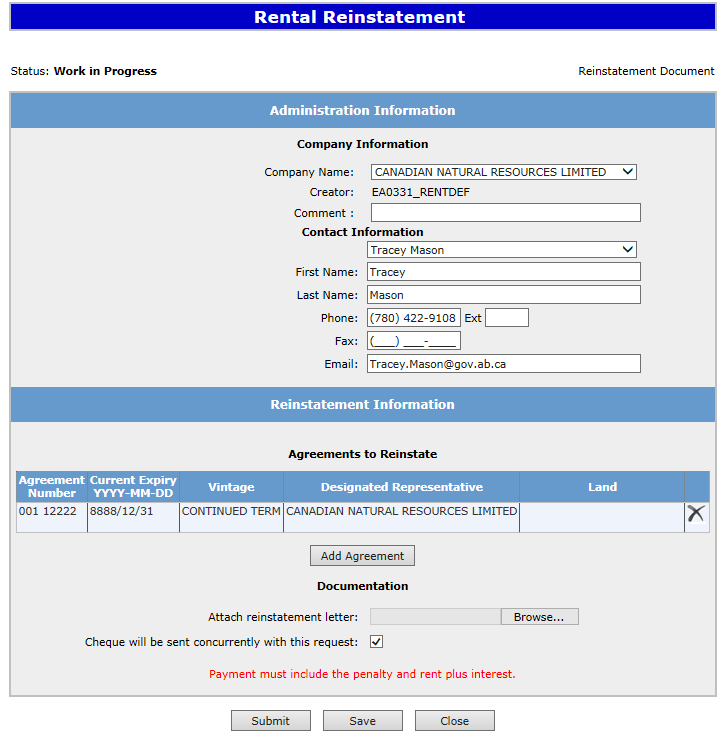 Rental Reinstatement
Status: Work in Progress Reinstatement Document
Administration Information
Company Information
Company Name: CANADIAN NATURAL RESOURCES LIMITED
Creator: EA0331_RENTDEF
Comment :
Contact Information
Tracey Mason
First Name: Tracey
Last Name: Mason
Phone: (780) 422-9108 Ext
Fax: (___) ___-____
Email: Tracey.Mason@gov.ab.ca
Reinstatement Information
Agreements to Reinstate
Agreement Number Current Expiry YYYY-MM-DD Vintage Designated Representative Land
001 12222 8888/12/31 CONTINUED TERM CANADIAN NATURAL RESOURCES LIMITED
Add Agreement
Documentation
Attach reinstatement letter: Browse...
Cheque will be sent concurrently with this request:
Payment must include the penalty and rent plus interest.
Submit Save Close